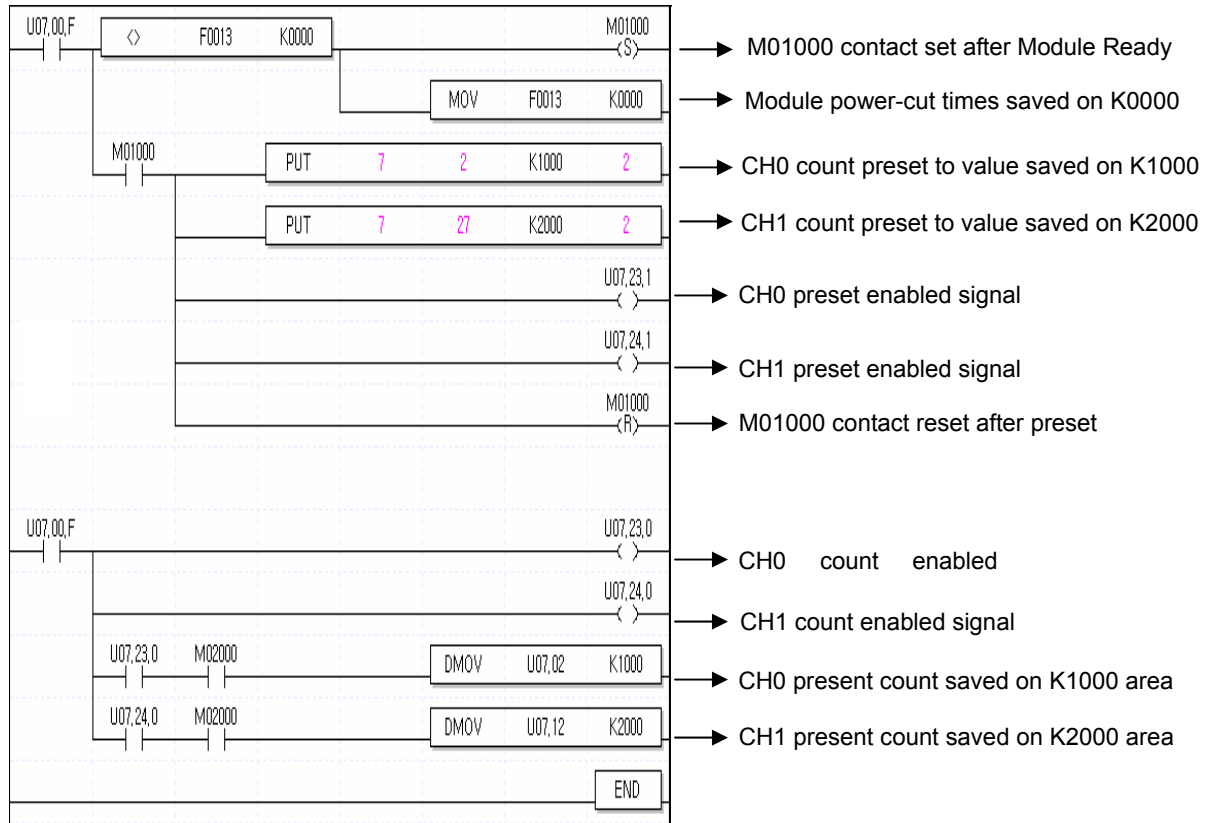 U07,00,F <> F0013 K0000 M01000
(S) M01000 contact set after Module Ready
MOV F0013 K0000 Module power-cut times saved on K0000
M01000 PUT 7 2 K1000 2 CH0 count preset to value saved on K1000
PUT 7 27 K2000 2 CH1 count preset to value saved on K2000
U07,23,1
CH0 preset enabled signal
U07,24,1
CH1 preset enabled signal
M01000
(R) M01000 contact reset after preset
U07,00,F U07,23,0
CH0 count enabled
U07,24,0
CH1 count enabled signal
U07,23,0 M02000 DMOV U07,02 K1000 CH0 present count saved on K1000 area
U07,24,0 M02000 DMOV U07,12 K2000 CH1 present count saved on K2000 area
END